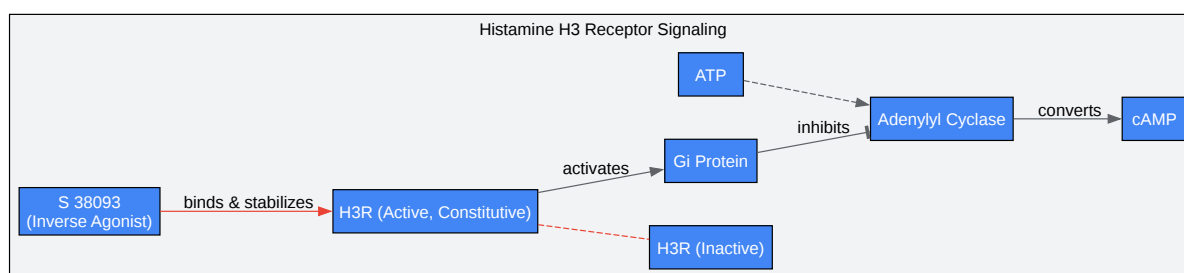 Histamine H3 Receptor Signaling
ATP
Adenylyl Cyclase
converts
cAMP
inhibits
Gi Protein
activates
S 38093
(Inverse Agonist)
binds & stabilizes
H3R (Active, Constitutive)
H3R (Inactive)